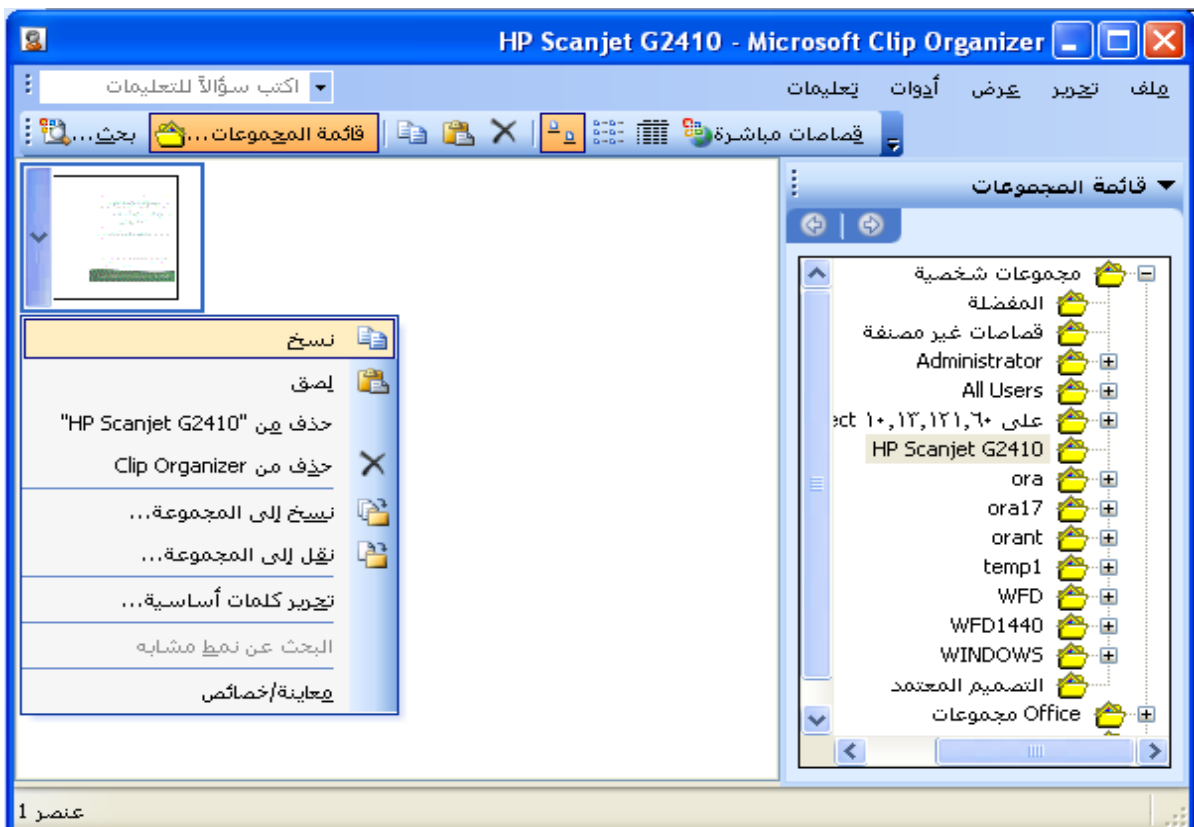 HP Scanjet G2410 - Microsoft Clip Organizer
ملف تحرير عرض أدوات تعليمات
اكتب سؤالاً للتعليمات
قصاصات مباشرة
قائمة المجموعات...
بحث...
قائمة المجموعات
مجموعات شخصية
المفضلة
قصاصات غير مصنفة
Administrator
All Users
ect على ١٠,١٣,١٢١,٦٠
HP Scanjet G2410
ora
ora17
orant
temp1
WFD
WFD1440
WINDOWS
التصميم المعتمد
مجموعات Office
نسخ
لصق
حذف من "HP Scanjet G2410"
حذف من Clip Organizer
نسخ إلى المجموعة...
نقل إلى المجموعة...
تحرير كلمات أساسية...
البحث عن نمط مشابه
معاينة/خصائص
عنصر 1